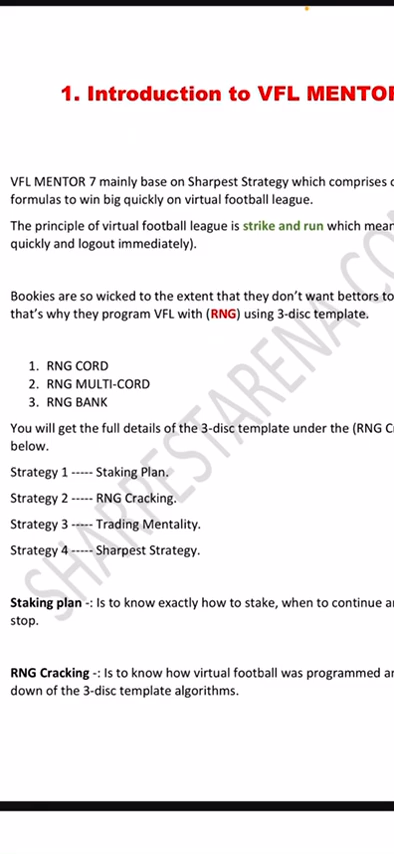 1. Introduction to VFL MENTOR
VFL MENTOR 7 mainly base on Sharpest Strategy which comprises
formulas to win big quickly on virtual football league.
The principle of virtual football league is strike and run which
quickly and logout immediately).
Bookies are so wicked to the extent that they don't want bettors to
that's why they program VFL with (RNG) using 3-disc template.
1. RNG CORD
2. RNG MULTI-CORD
3. RNG BANK
You will get the full details of the 3-disc template under the (RNG
below.
Strategy 1 ----- Staking Plan.
Strategy 2 ----- RNG Cracking.
Strategy 3 ----- Trading Mentality.
Strategy 4 ----- Sharpest Strategy.
Staking plan -: Is to know exactly how to stake, when to continue
stop.
RNG Cracking -: Is to know how virtual football was programmed
down of the 3-disc template algorithms.
SHARPESTARENA.CO